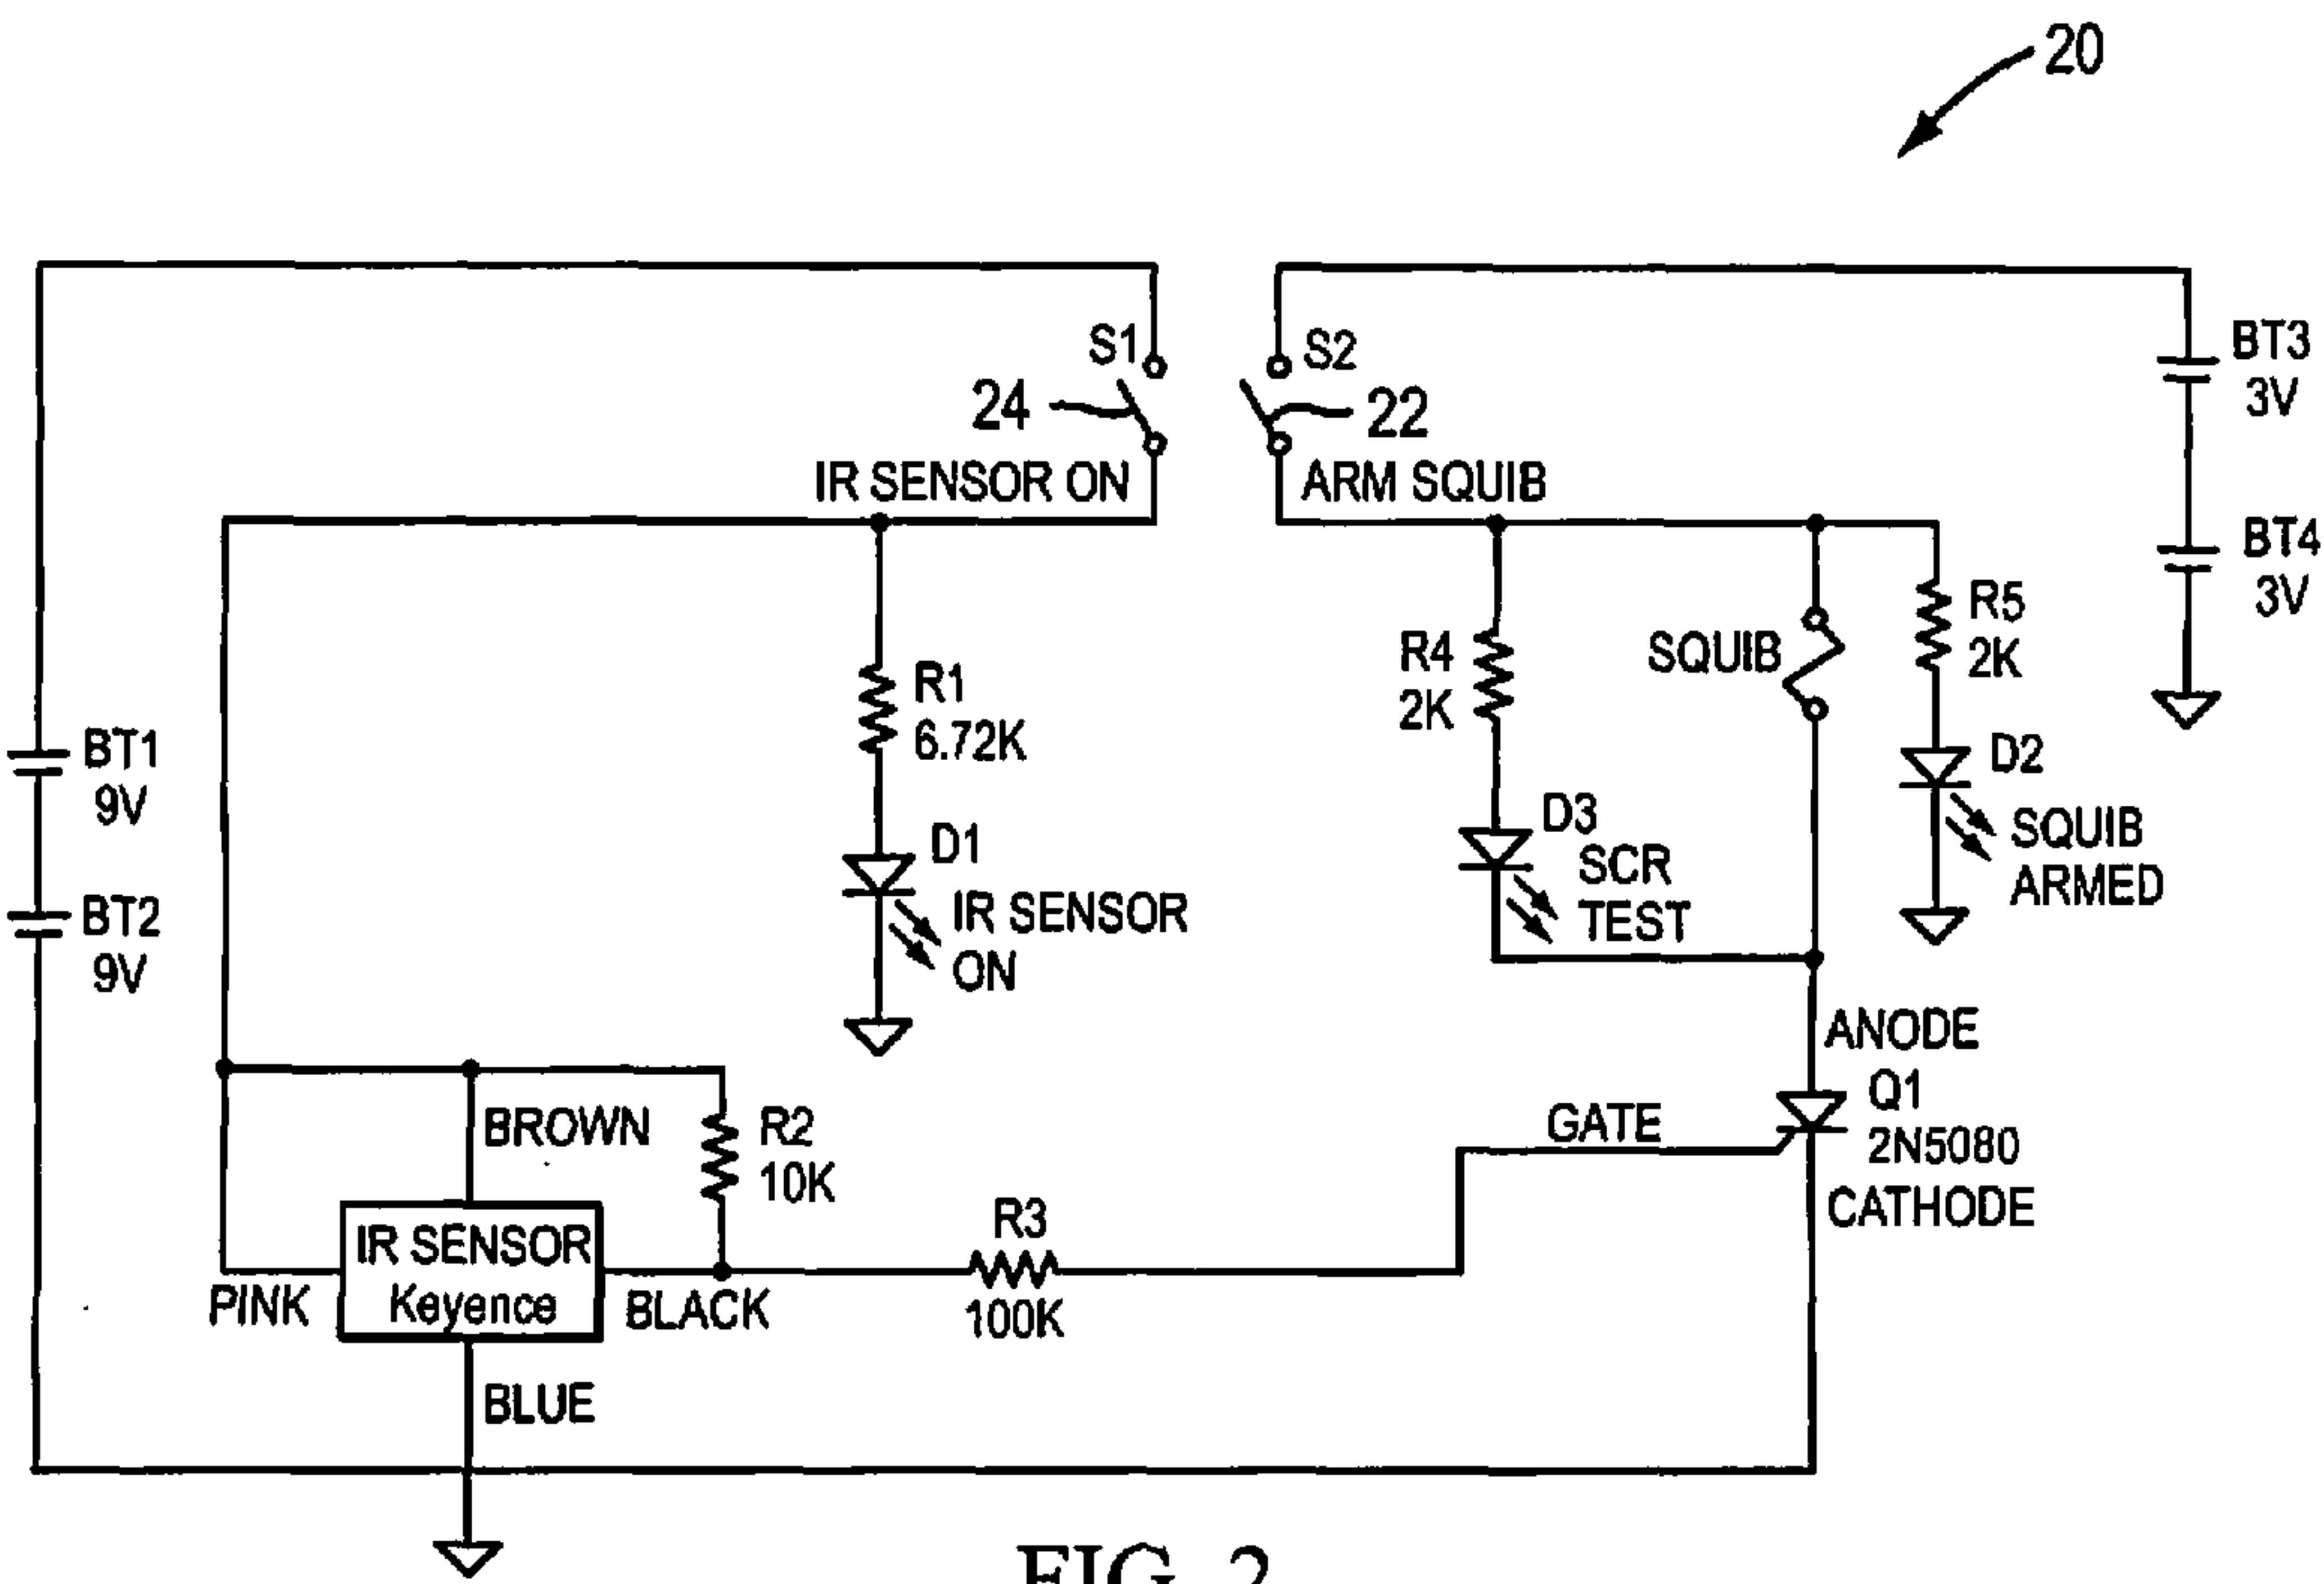 20
S1
S2
BT3
3V
24
22
IR SENSOR ON
ARM SQUIB
BT4
3V
R5
2K
R4
2K
SQUIB
R1
6.72K
BT1
9V
D2
SQUIB
ARMED
D3
SCR
TEST
D1
IR SENSOR
ON
BT2
9V
ANODE
Q1
2N5080
CATHODE
GATE
BROWN
R2
10K
R3
100K
IR SENSOR
Keyence
PINK
BLACK
BLUE
FIG. 2